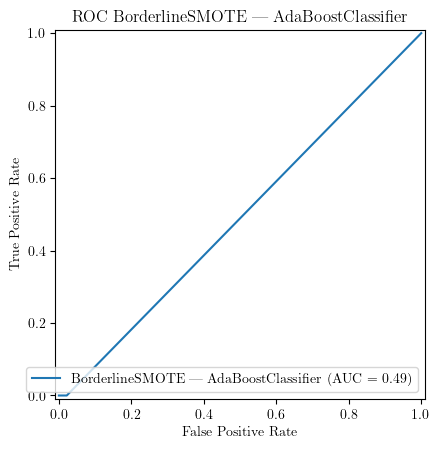 ROC BorderlineSMOTE — AdaBoostClassifier
True Positive Rate
1.0
0.8
0.6
0.4
0.2
0.0
BorderlineSMOTE — AdaBoostClassifier (AUC = 0.49)
0.0 0.2 0.4 0.6 0.8 1.0
False Positive Rate